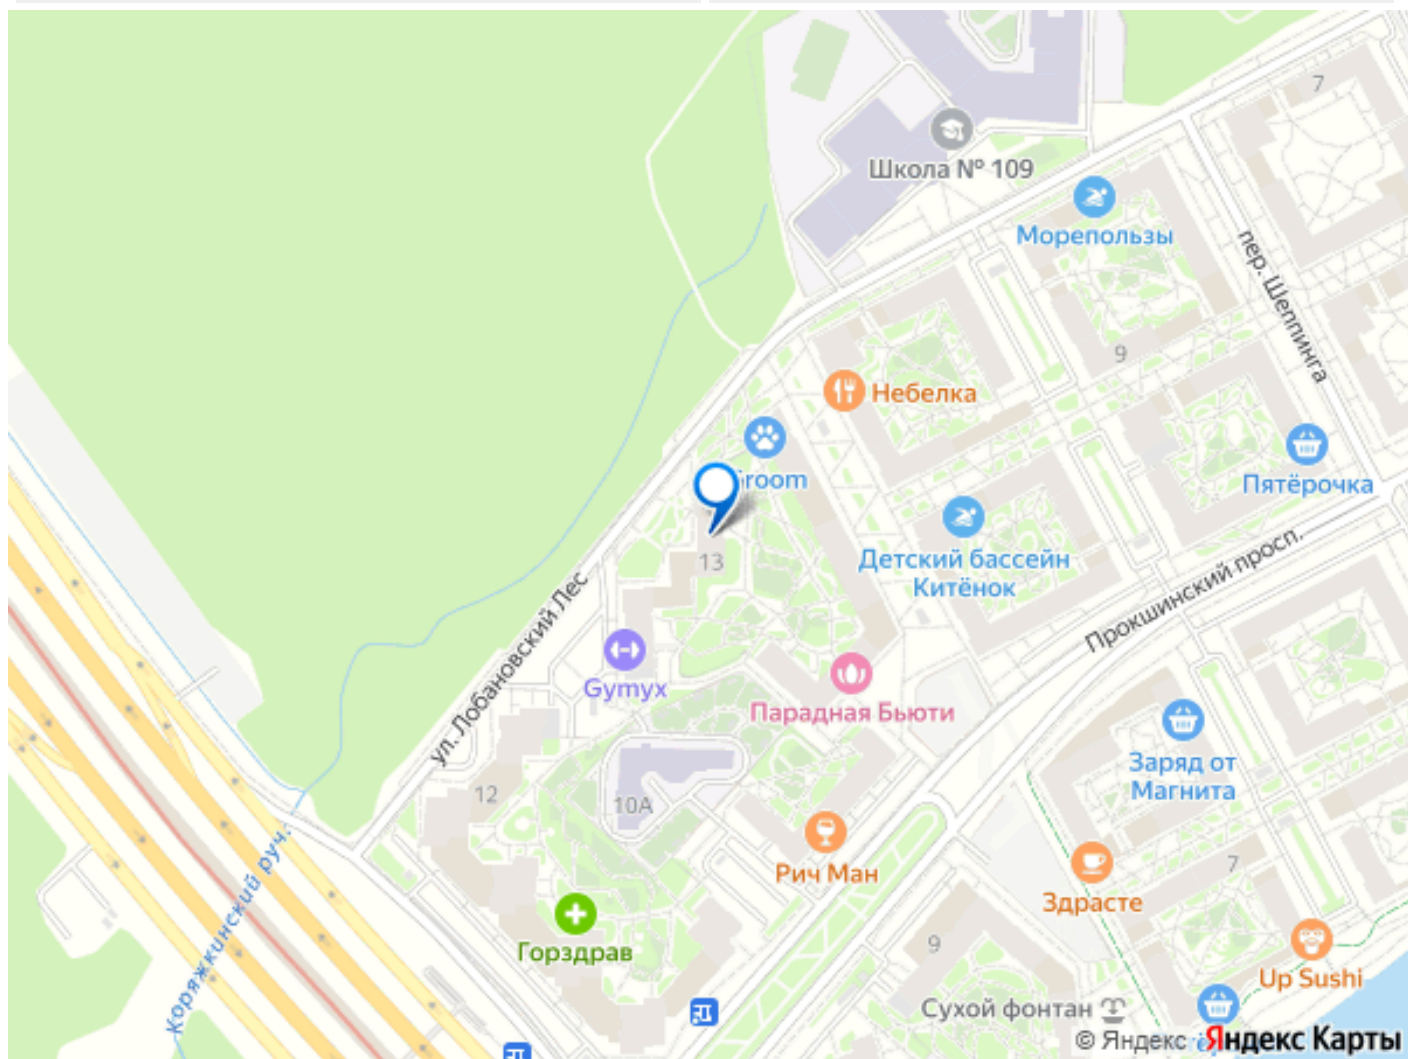 7
Школа № 109
Морепользы
пер. Шеппинга
9
Небелка
Groom
Пятёрочка
13
Детский бассейн
Китёнок
Прокшинский просп.
ул. Лобановский Лес
Gymyx
Парадная Бьюти
Заряд от
Магнита
12
10А
Рич Ман
7
Здрасте
Коряжкинский руч.
Горздрав
9
Up Sushi
Сухой фонтан
© Яндекс
Яндекс Карты